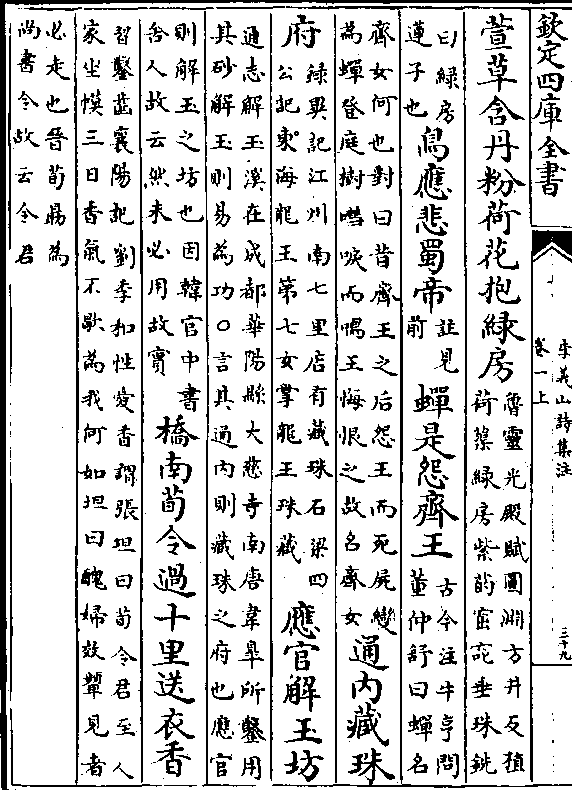 欽定四庫全書
李義山詩集注
卷一上
三十九
萱草含丹粉荷花抱緑房
魯靈光殿賦圜淵方井反植
荷蕖緑房紫菂窋咤垂珠銑
曰緑房
蓮子也
鳥應悲蜀帝
註見
前
蟬是怨齊王
古今注牛亨問
董仲舒曰蟬名
齊女何也對曰昔齊王之后怨王而死屍變
為蟬登庭樹嘒唳而鳴王悔恨之故名齊女
通内藏珠
府
録異記江州南七里店有藏珠石梁四
公記東海龍王第七女掌龍王珠藏
應官解玉坊
通志解玉溪在成都華陽縣大慈寺南唐韋臯所鑿用
其砂解玉則易為功○言其通内則藏珠之府也應官
則解玉之坊也因韓官中書
舍人故云然未必用故實
橋南荀令過十里送衣香
習鑿齒襄陽記劉季和性愛香謂張坦曰荀令君至人
家坐幙三日香氣不歇為我何如坦曰醜婦效顰見者
必走也晉荀勗為
尚書令故云令君